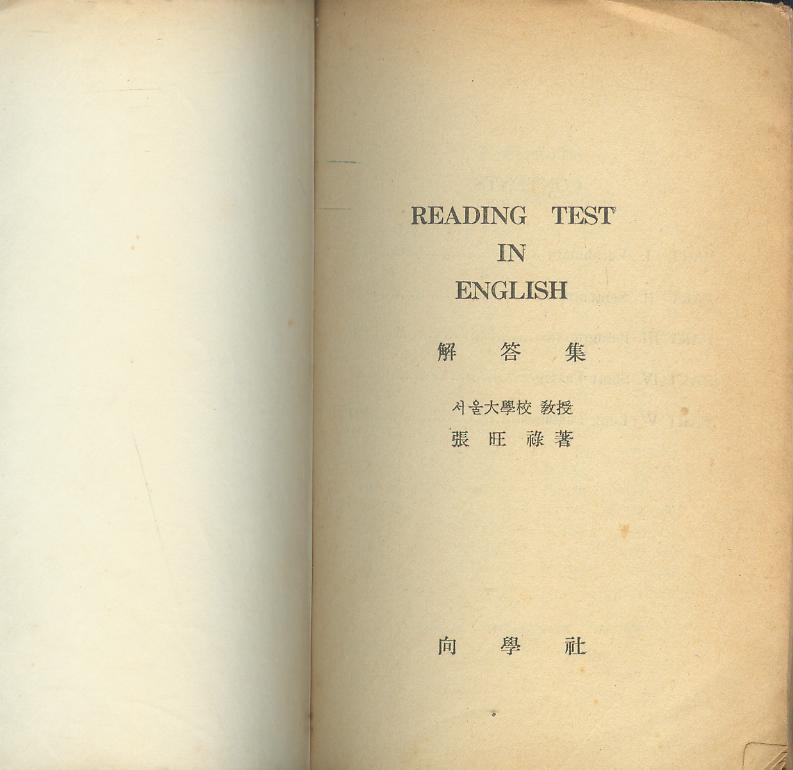 READING TEST
IN
ENGLISH
解 答 集
서울大學校 敎授
張 旺 祿 著
向 學 社